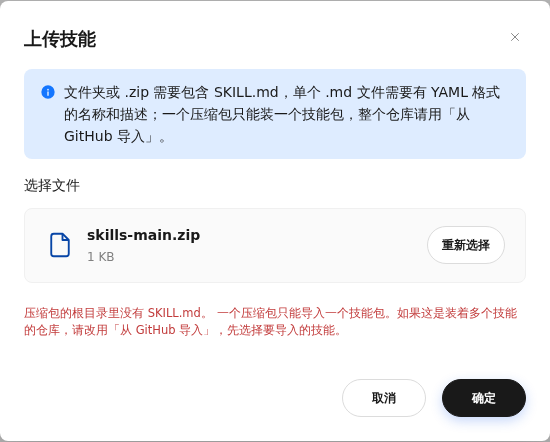 上传技能
文件夹或 .zip 需要包含 SKILL.md，单个 .md 文件需要有 YAML 格式
的名称和描述；一个压缩包只能装一个技能包，整个仓库请用「从
GitHub 导入」。
选择文件
skills-main.zip
1 KB
重新选择
压缩包的根目录里没有 SKILL.md。 一个压缩包只能导入一个技能包。如果这是装着多个技能
的仓库，请改用「从 GitHub 导入」，先选择要导入的技能。
取消
确定